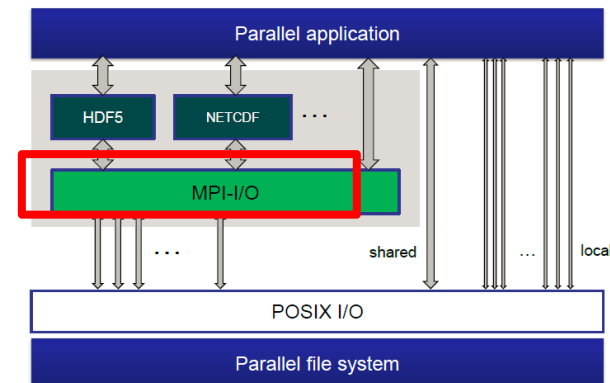 Parallel application
HDF5 NETCDF ...
MPI-I/O
... shared ... local
POSIX I/O
Parallel file system